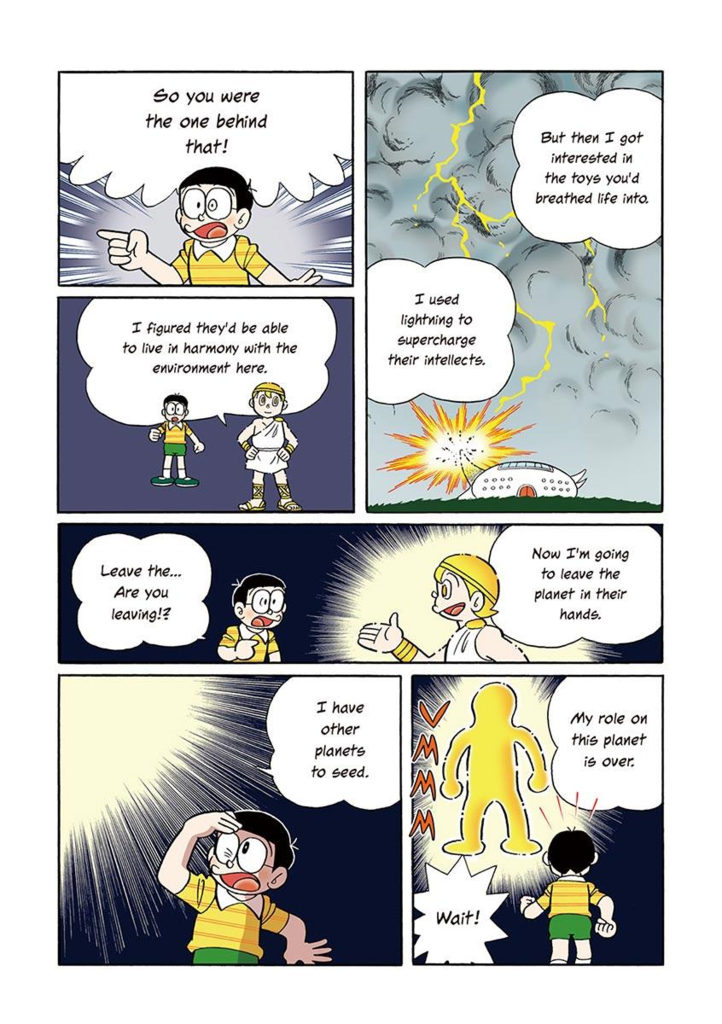 So you were
the one behind
that!
But then I got
interested in
the toys you'd
breathed life into.
I used
lightning to
supercharge
their intellects.
I figured they'd be able
to live in harmony with the
environment here.
Leave the...
Are you
leaving!?
Now I'm going
to leave the
planet in their
hands.
I have
other
planets
to seed.
My role on
this planet
is over.
VMMM
Wait!